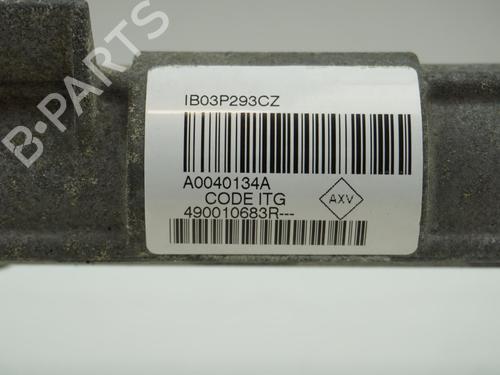 B-PARTS
IB03P293CZ
A0040134A
CODE ITG
AXV
490010683R---